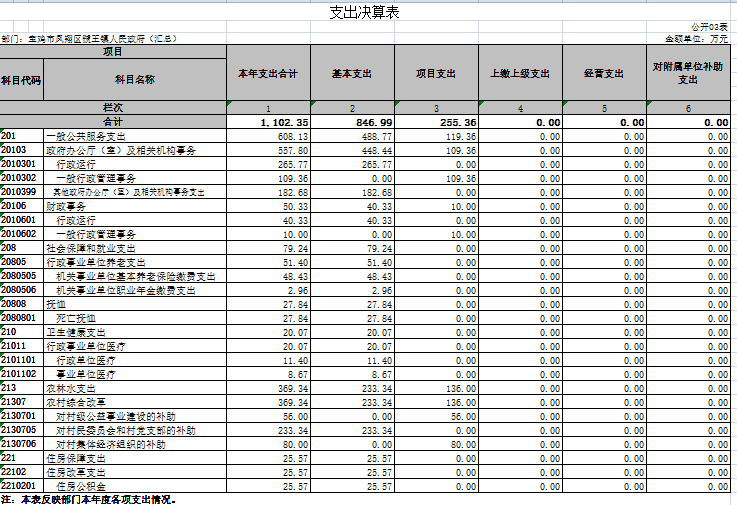 支出决算表
公开03表
部门：宝鸡市凤翔区虢王镇人民政府（汇总） 金额单位：万元
项目 本年支出合计 基本支出 项目支出 上缴上级支出 经营支出 对附属单位补助支出
科目代码 科目名称
栏次 1 2 3 4 5 6
合计 1,102.35 846.99 255.36 0.00 0.00 0.00
201 一般公共服务支出 608.13 488.77 119.36 0.00 0.00 0.00
20103 政府办公厅（室）及相关机构事务 557.80 448.44 109.36 0.00 0.00 0.00
2010301 行政运行 265.77 265.77 0.00 0.00 0.00 0.00
2010302 一般行政管理事务 109.36 0.00 109.36 0.00 0.00 0.00
2010399 其他政府办公厅（室）及相关机构事务支出 182.68 182.68 0.00 0.00 0.00 0.00
20106 财政事务 50.33 40.33 10.00 0.00 0.00 0.00
2010601 行政运行 40.33 40.33 0.00 0.00 0.00 0.00
2010602 一般行政管理事务 10.00 0.00 10.00 0.00 0.00 0.00
208 社会保障和就业支出 79.24 79.24 0.00 0.00 0.00 0.00
20805 行政事业单位养老支出 51.40 51.40 0.00 0.00 0.00 0.00
2080505 机关事业单位基本养老保险缴费支出 48.43 48.43 0.00 0.00 0.00 0.00
2080506 机关事业单位职业年金缴费支出 2.96 2.96 0.00 0.00 0.00 0.00
20808 抚恤 27.84 27.84 0.00 0.00 0.00 0.00
2080801 死亡抚恤 27.84 27.84 0.00 0.00 0.00 0.00
210 卫生健康支出 20.07 20.07 0.00 0.00 0.00 0.00
21011 行政事业单位医疗 20.07 20.07 0.00 0.00 0.00 0.00
2101101 行政单位医疗 11.40 11.40 0.00 0.00 0.00 0.00
2101102 事业单位医疗 8.67 8.67 0.00 0.00 0.00 0.00
213 农林水支出 369.34 233.34 136.00 0.00 0.00 0.00
21307 农村综合改革 369.34 233.34 136.00 0.00 0.00 0.00
2130701 对村级公益事业建设的补助 56.00 0.00 56.00 0.00 0.00 0.00
2130705 对村民委员会和村党支部的补助 233.34 233.34 0.00 0.00 0.00 0.00
2130706 对村集体经济组织的补助 80.00 0.00 80.00 0.00 0.00 0.00
221 住房保障支出 25.57 25.57 0.00 0.00 0.00 0.00
22102 住房改革支出 25.57 25.57 0.00 0.00 0.00 0.00
2210201 住房公积金 25.57 25.57 0.00 0.00 0.00 0.00
注：本表反映部门本年度各项支出情况。